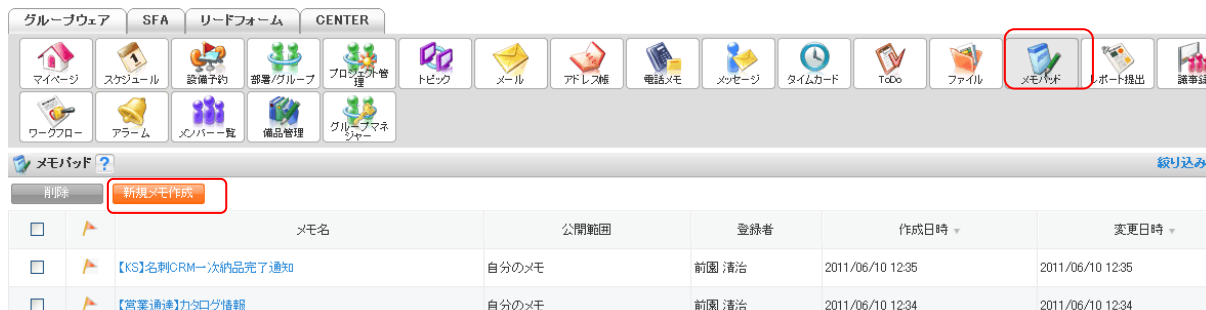 グループウェア SFA リードフォーム CENTER
マイページ スケジュール 設備予約 部署/グループ プロジェクト管理 トピック メール アドレス帳 電話メモ メッセージ タイムカード ToDo ファイル メモパッド レポート提出 議事録
ワークフロー アラーム メンバー一覧 備品管理 グループマネジャー
メモパッド ? 絞り込み
削除 新規メモ作成
メモ名 公開範囲 登録者 作成日時 ▼ 変更日時 ▼
【KS】名刺CRM一次納品完了通知 自分のメモ 前園 清治 2011/06/10 12:35 2011/06/10 12:35
【営業通達】カタログ情報 自分のメモ 前園 清治 2011/06/10 12:34 2011/06/10 12:34